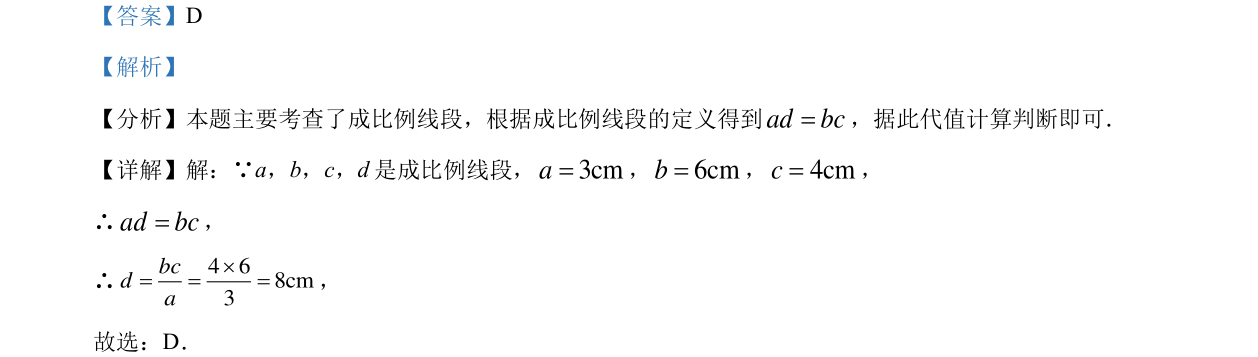 【答案】D
【解析】
【分析】本题主要考查了成比例线段，根据成比例线段的定义得到 ad = bc，据此代值计算判断即可．
【详解】解：∵a，b，c，d 是成比例线段，a = 3cm，b = 6cm，c = 4cm，
∴ ad = bc，
∴ d = \frac{bc}{a} = \frac{4×6}{3} = 8cm，
故选：D．